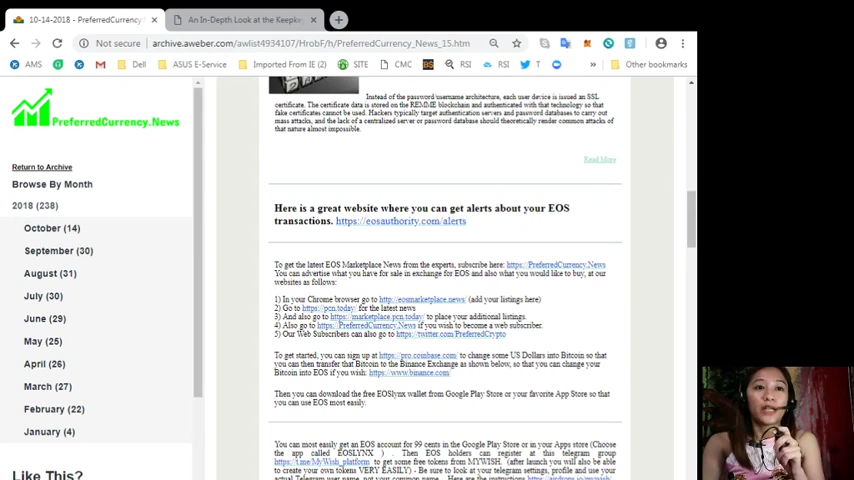 10-14-2018 - PreferredCurrency
An In-Depth Look at the Keepk
Not secure
archive.aweber.com/awlist4934107/HrobF/h/PreferredCurrency_News_15.htm
AMS
Dell
ASUS E-Service
Imported From IE (2)
SITE
CMC
BS
RSI
RSI
T
»
Other bookmarks
PreferredCurrency.News
Return to Archive
Browse By Month
2018 (238)
October (14)
September (30)
August (31)
July (30)
June (29)
May (25)
April (26)
March (27)
February (22)
January (4)
Like This?
Instead of the password/username architecture, each user device is issued an SSL
certificate. The certificate data is stored on the REMME blockchain and authenticated with that technology so that
fake certificates cannot be used. Hackers typically target authentication servers and password databases to carry out
mass attacks, and the lack of a centralized server or password database should theoretically render common attacks of
that nature almost impossible.
Read More
Here is a great website where you can get alerts about your EOS
transactions. https://eosauthority.com/alerts
To get the latest EOS Marketplace News from the experts, subscribe here: https://PreferredCurrency.News
You can advertise what you have for sale in exchange for EOS and also what you would like to buy, at
our websites as follows:
1) In your Chrome browser go to http://eosmarketplace.news/ (add your listings here)
2) Go to https://pcn.today/ for the latest news
3) And also go to https://marketplace.pcn.today/ to place your additional listings.
4) Also go to https://PreferredCurrency.News if you wish to become a web subscriber.
5) Our Web Subscribers can also go to https://twitter.com/PreferredCrypto
To get started, you can sign up at https://pro.coinbase.com/ to change some US Dollars into Bitcoin so that
you can then transfer that Bitcoin to the Binance Exchange as shown below, so that you can change your
Bitcoin into EOS if you wish: https://www.binance.com/
Then you can download the free EOSlynx wallet from Google Play Store or your favorite App Store so that
you can use EOS most easily.
You can most easily get an EOS account for 99 cents in the Google Play Store or in your Apps store (Choose
the app called EOSLYNX ) . Then EOS holders can register at this telegram group
https://t.me/MyWish_platform to get some free tokens from MYWISH. (after launch you will also be able
to create your own tokens VERY EASILY) - Be sure to look at your telegram settings, profile and use your
actual Telegram user name, not your common name. Here are the instructions https://airdrops.io/mywish/